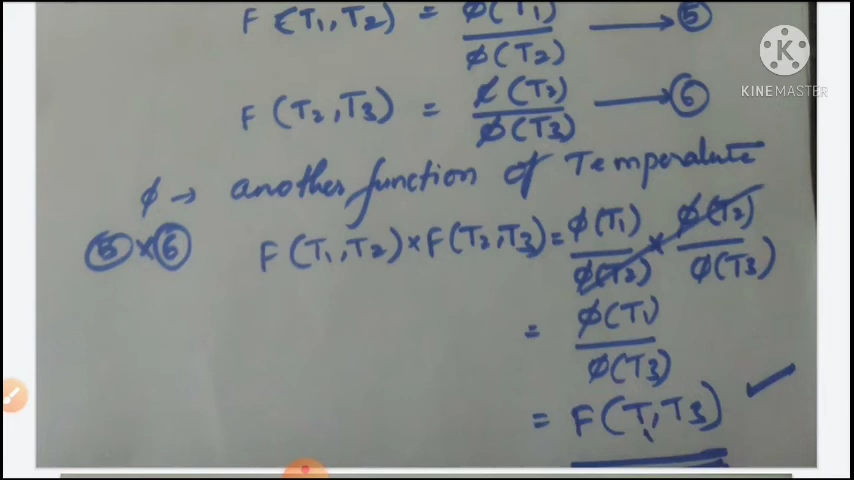 F (T₁, T₂) = ϕ(T₁) / ϕ(T₂) → ⑤
F (T₂, T₃) = ϕ(T₂) / ϕ(T₃) → ⑥
ϕ → another function of Temperature
⑤ × ⑥ F(T₁, T₂) × F(T₂, T₃) = ϕ(T₁) / ϕ(T₂) × ϕ(T₂) / ϕ(T₃)
= ϕ(T₁) / ϕ(T₃)
= F(T₁, T₃) ✓
KINEMASTER